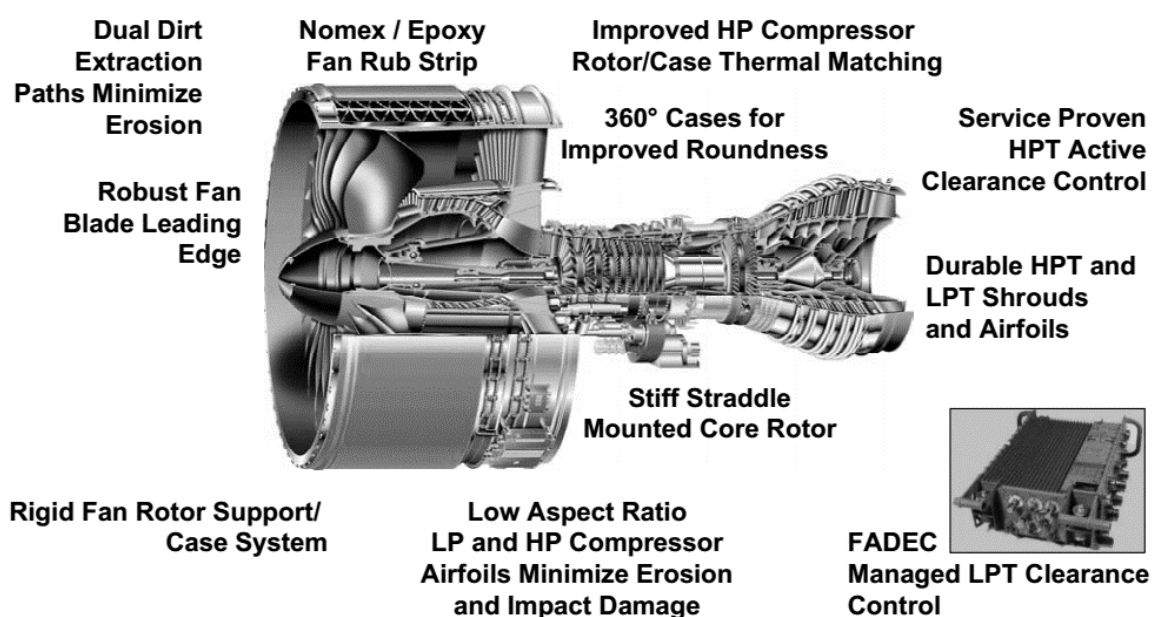 Dual Dirt
Extraction
Paths Minimize
Erosion
Nomex / Epoxy
Fan Rub Strip
Improved HP Compressor
Rotor/Case Thermal Matching
360° Cases for
Improved Roundness
Service Proven
HPT Active
Clearance Control
Robust Fan
Blade Leading
Edge
Durable HPT and
LPT Shrouds
and Airfoils
Stiff Straddle
Mounted Core Rotor
Rigid Fan Rotor Support/
Case System
Low Aspect Ratio
LP and HP Compressor
Airfoils Minimize Erosion
and Impact Damage
FADEC
Managed LPT Clearance
Control